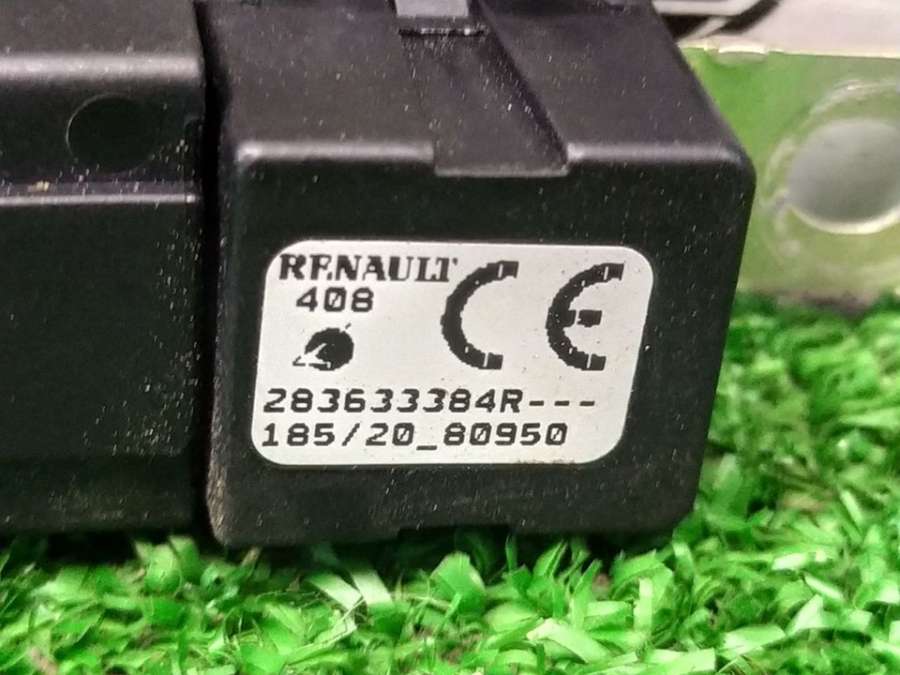 RENAULT
408
CE
283633384R---
185/20_80950